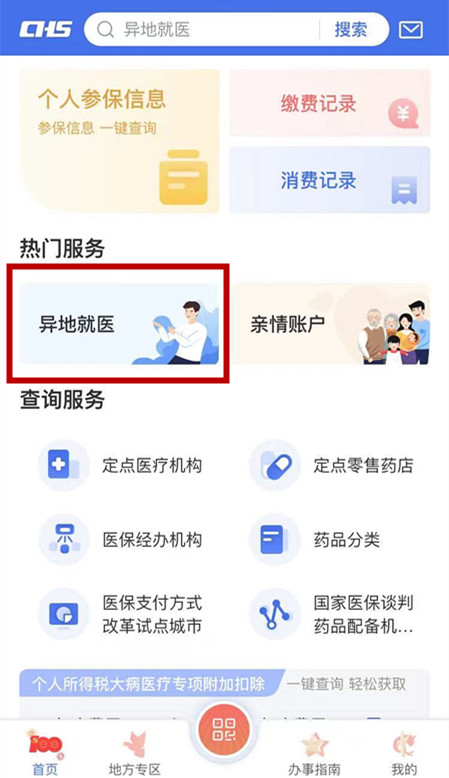 CHS
异地就医
搜索
个人参保信息
参保信息 一键查询
缴费记录
消费记录
热门服务
异地就医
亲情账户
查询服务
定点医疗机构
定点零售药店
医保经办机构
药品分类
医保支付方式
改革试点城市
国家医保谈判
药品配备机...
个人所得税大病医疗专项附加扣除
一键查询 轻松获取
首页
地方专区
办事指南
我的